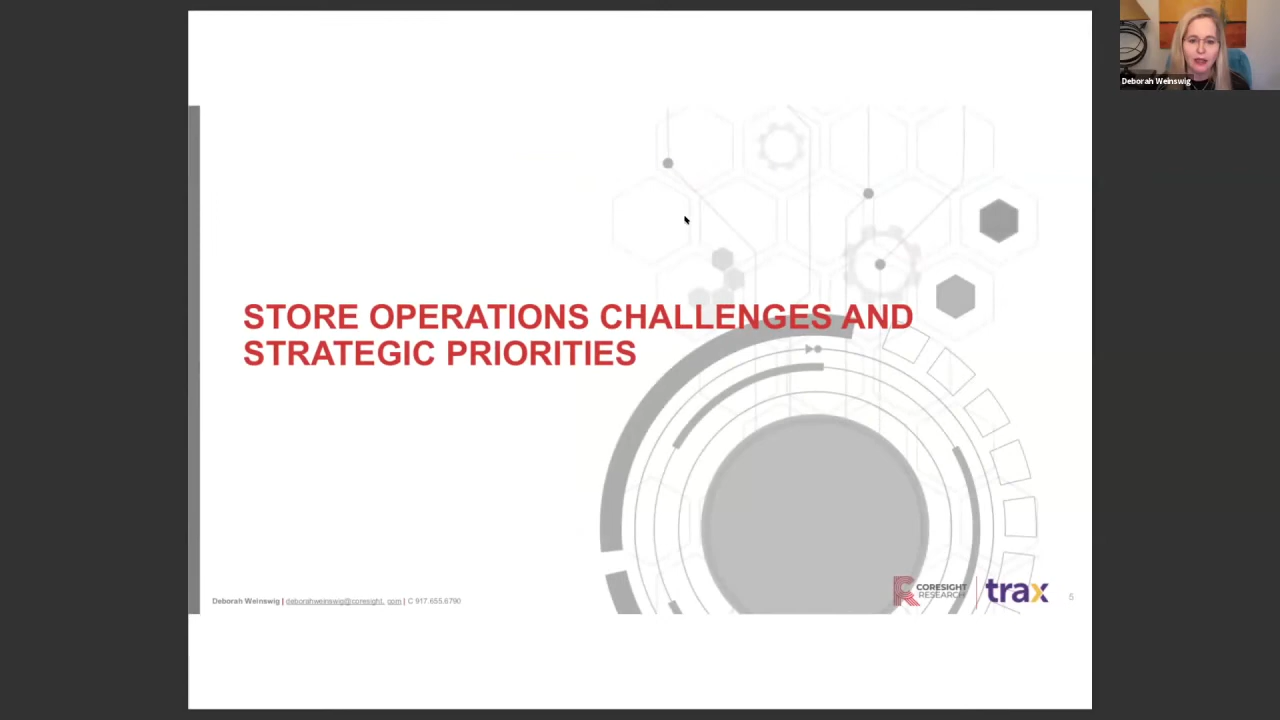 Deborah Weinswig
STORE OPERATIONS CHALLENGES AND
STRATEGIC PRIORITIES
Deborah Weinswig | deborahweinswig@coresight. com | C 917.655.6790
CORESIGHT
RESEARCH
trax
5